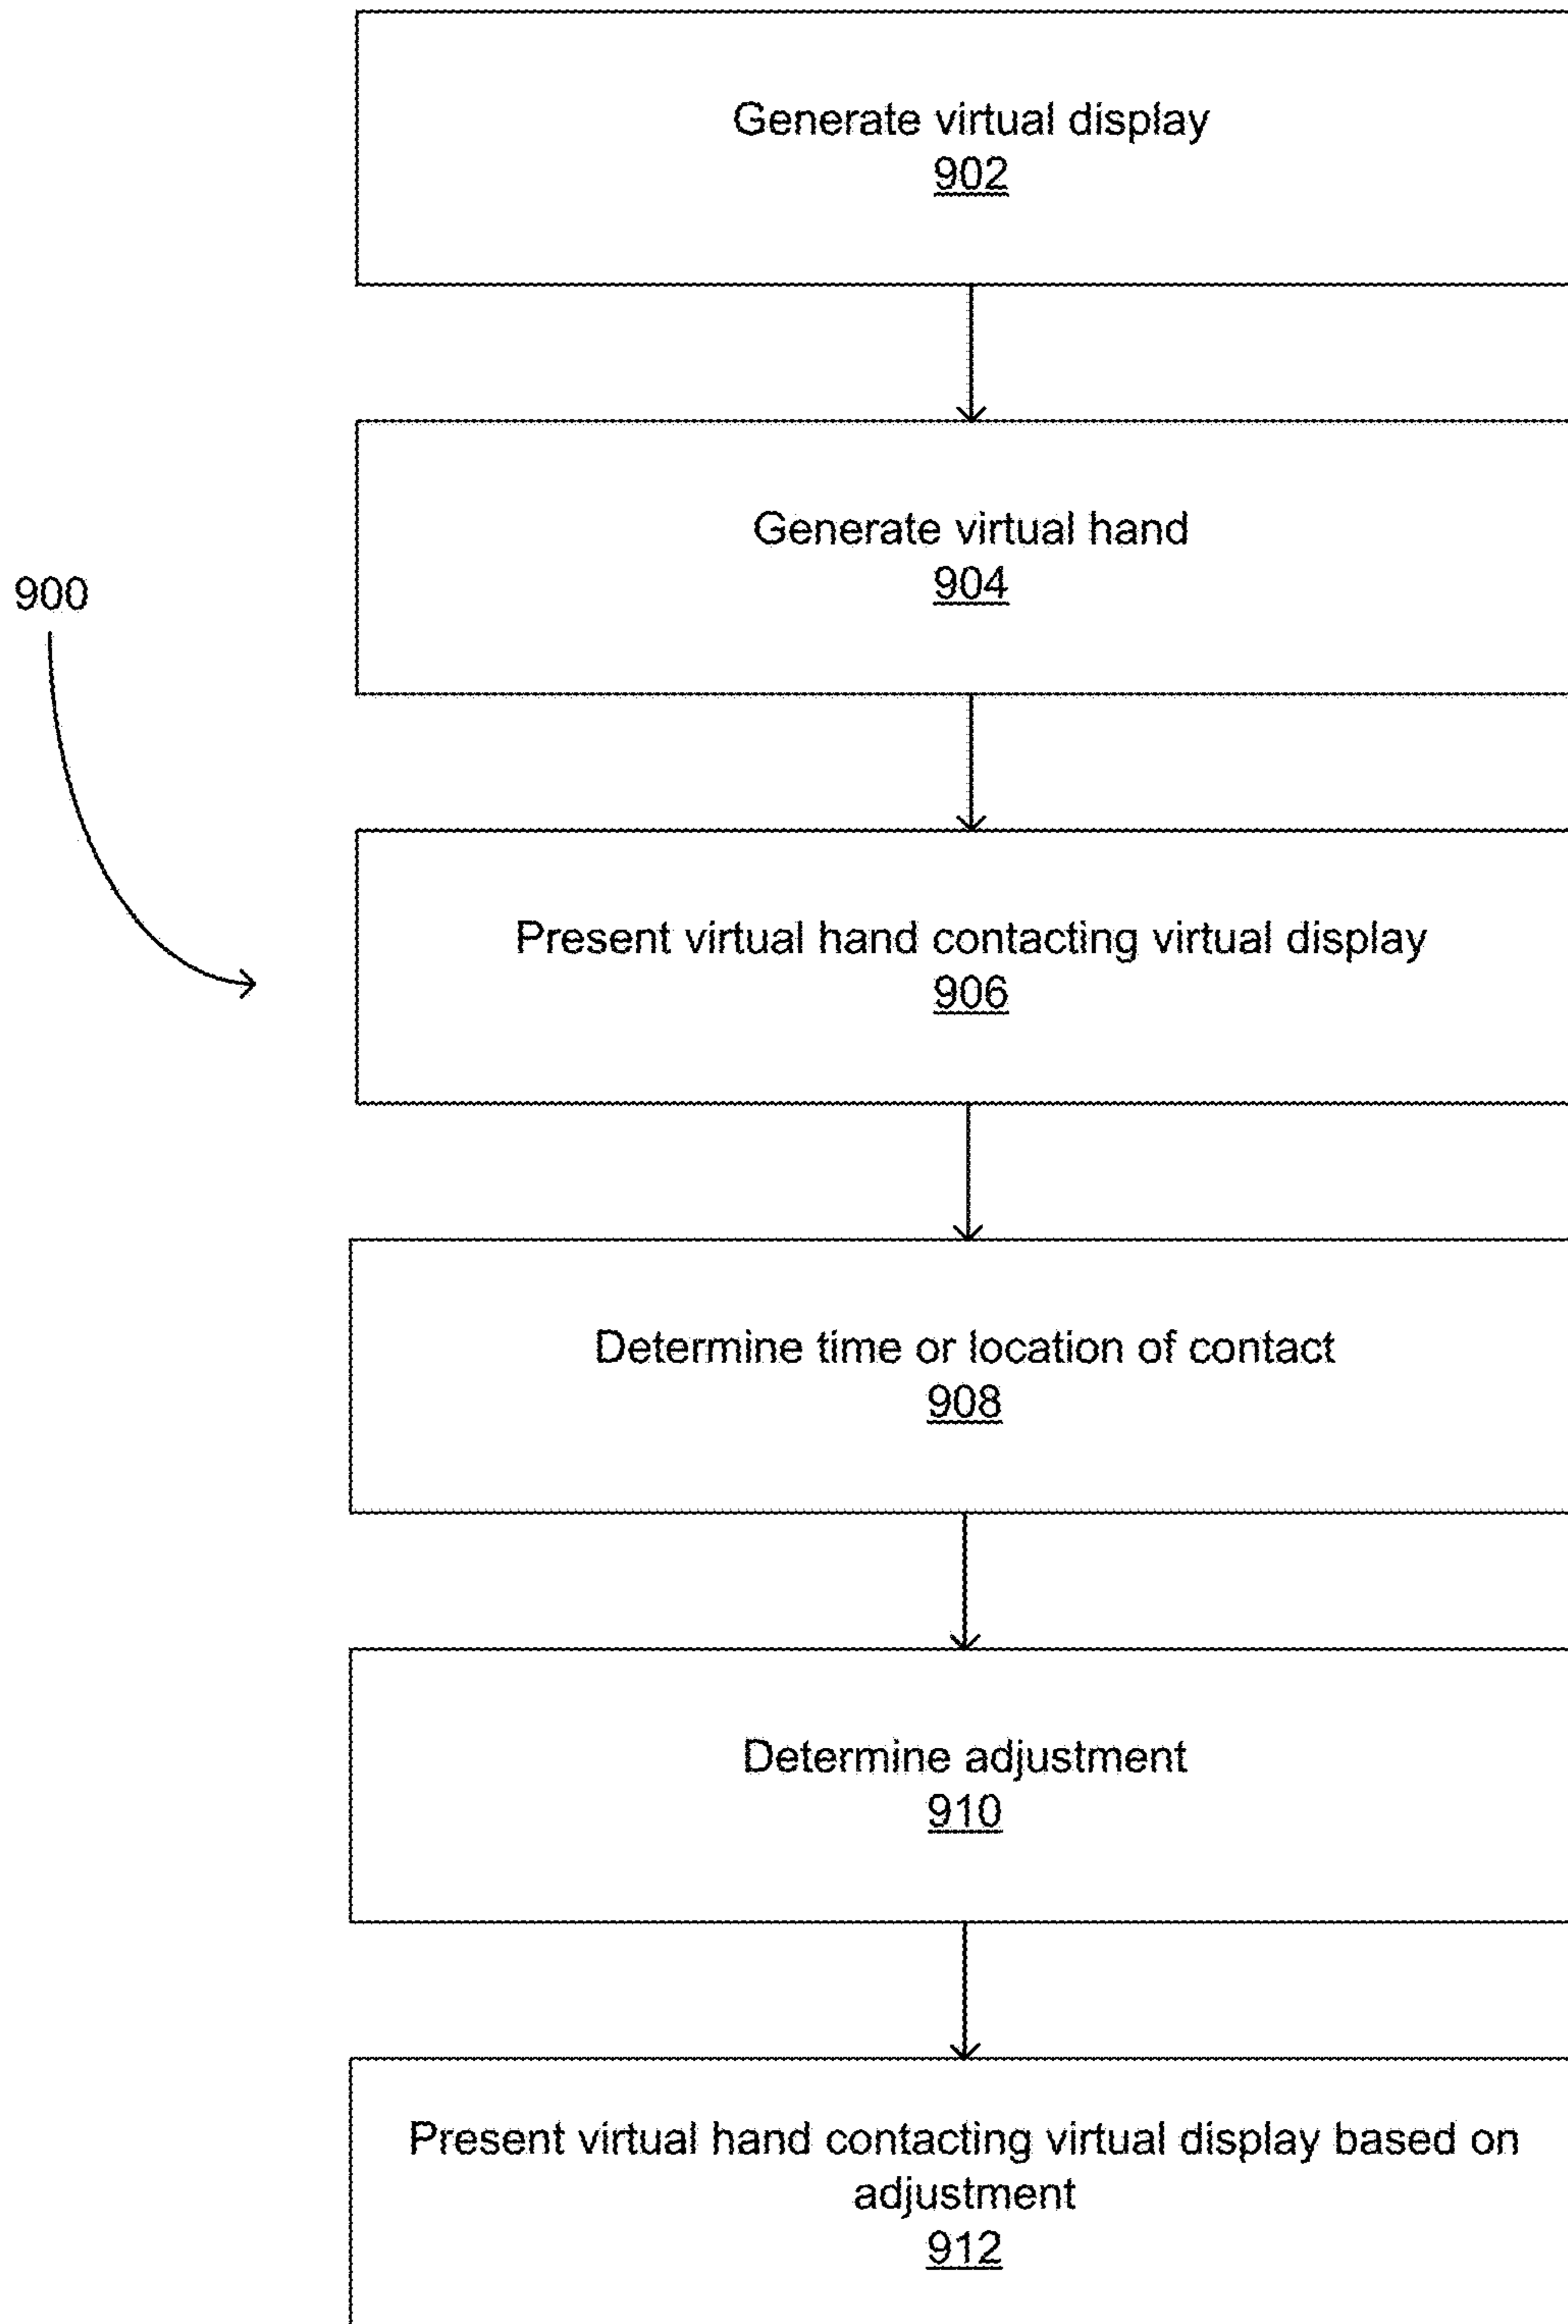 Generate virtual display
902
Generate virtual hand
904
900
Present virtual hand contacting virtual display
906
Determine time or location of contact
908
Determine adjustment
910
Present virtual hand contacting virtual display based on
adjustment
912